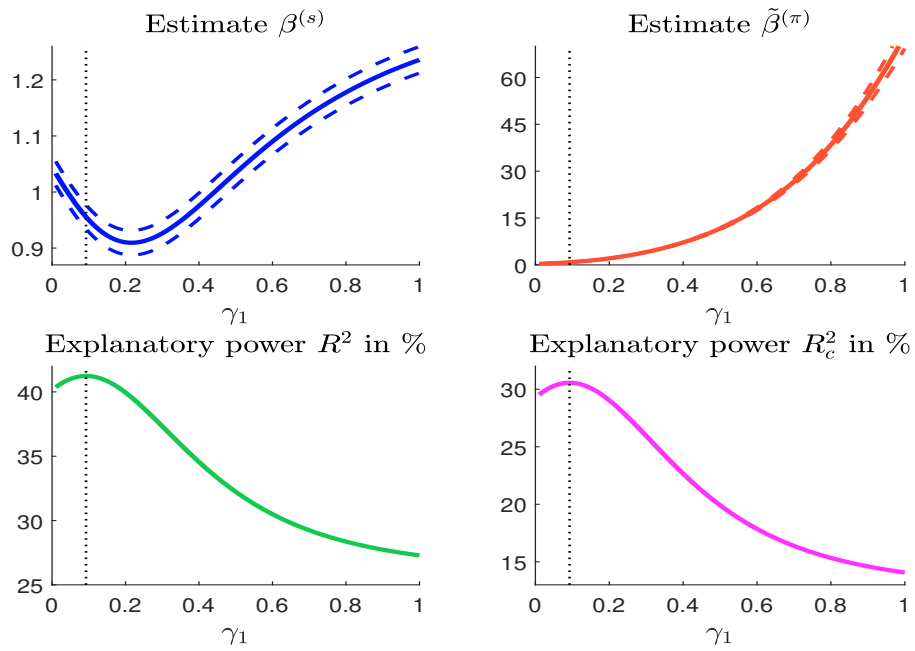 Estimate β^(s)
1.2
1.1
1
0.9
0 0.2 0.4 0.6 0.8 1
γ₁
Estimate β̃^(π)
60
45
30
15
0
0 0.2 0.4 0.6 0.8 1
γ₁
Explanatory power R² in %
40
35
30
25
0 0.2 0.4 0.6 0.8 1
γ₁
Explanatory power R_c² in %
30
25
20
15
0 0.2 0.4 0.6 0.8 1
γ₁